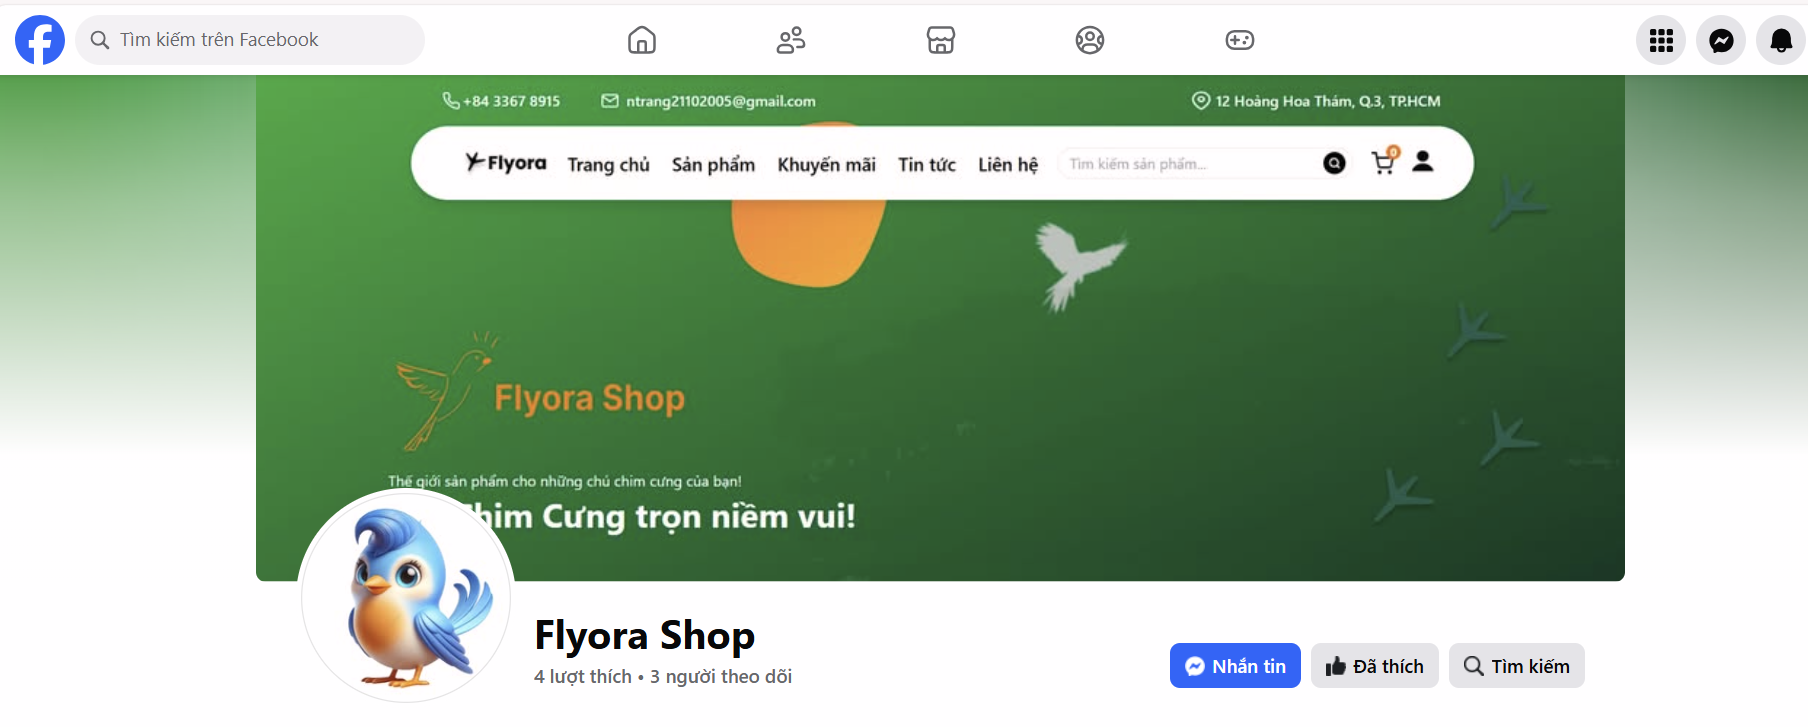 Tìm kiếm trên Facebook
+84 3367 8915 ntrang21102005@gmail.com 12 Hoàng Hoa Thám, Q.3, TP.HCM
Flyora Trang chủ Sản phẩm Khuyến mãi Tin tức Liên hệ Tìm kiếm sản phẩm... 0
Flyora Shop
Thế giới sản phẩm cho những chú chim cưng của bạn!
him Cưng trọn niềm vui!
Flyora Shop
4 lượt thích • 3 người theo dõi
Nhắn tin Đã thích Tìm kiếm